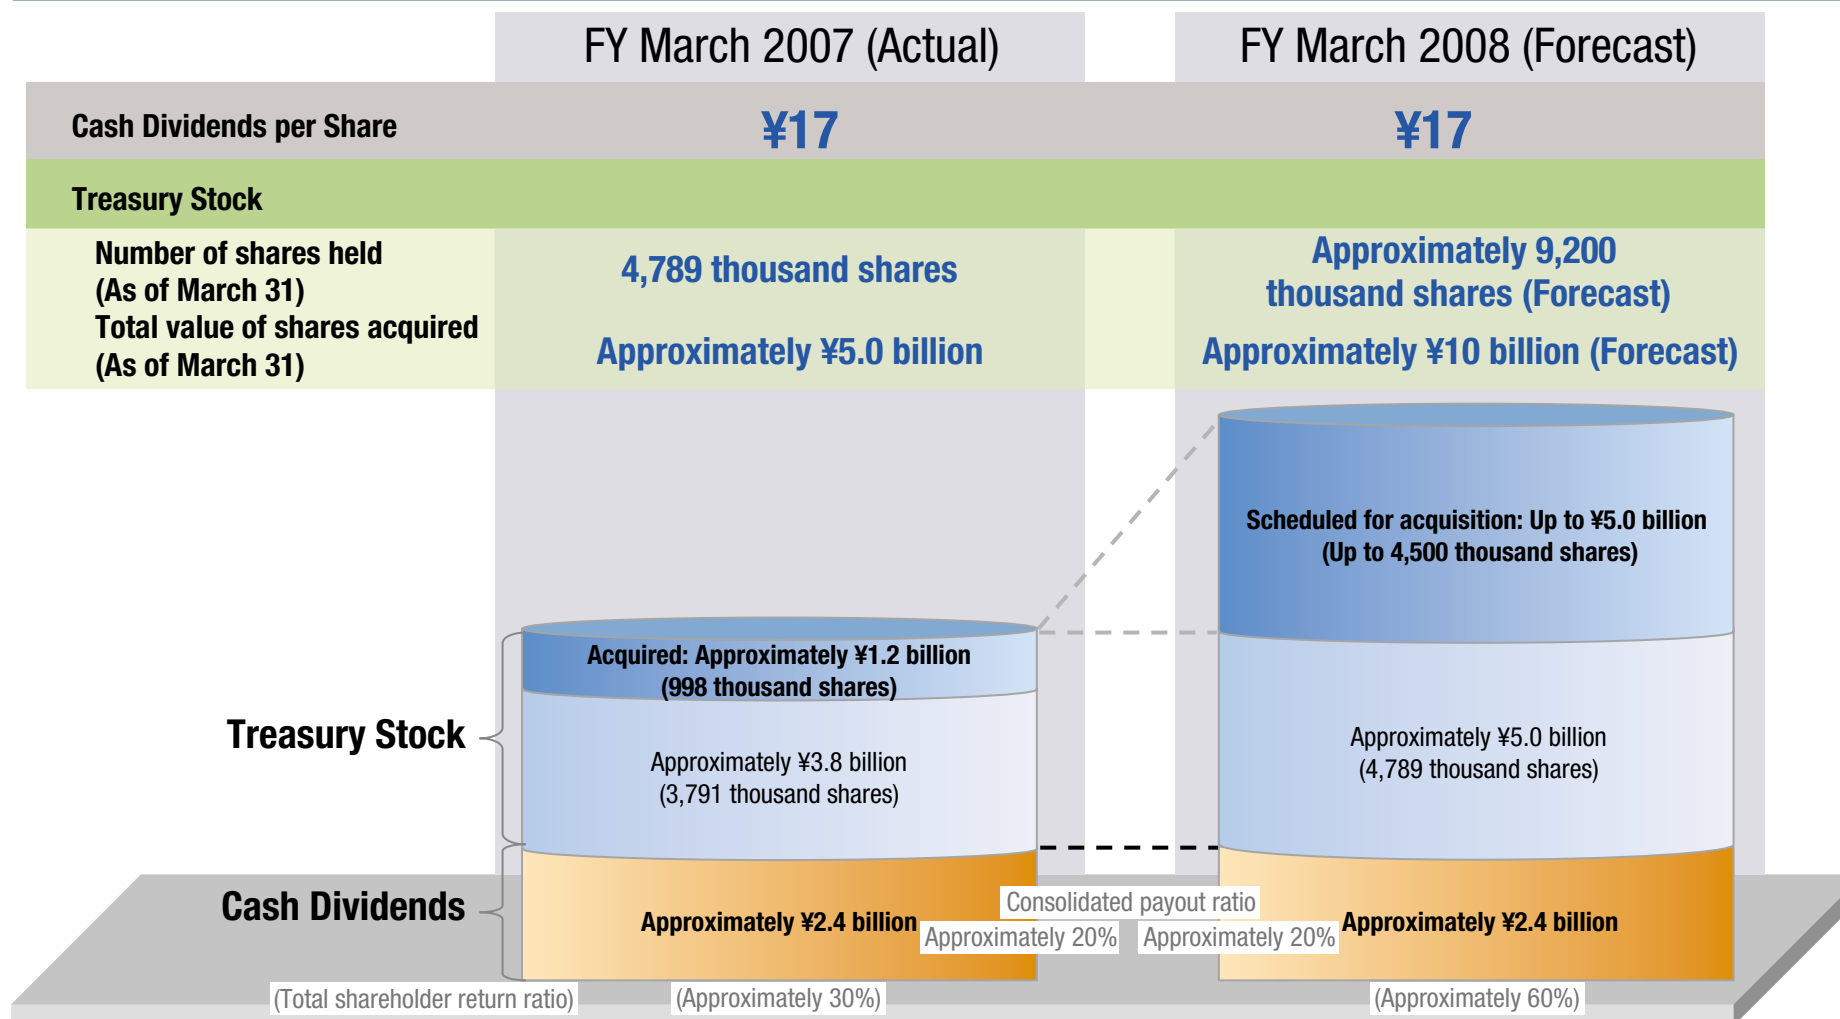 FY March 2007 (Actual)
FY March 2008 (Forecast)
Cash Dividends per Share
¥17
¥17
Treasury Stock
Number of shares held
(As of March 31)
4,789 thousand shares
Approximately 9,200
thousand shares (Forecast)
Total value of shares acquired
(As of March 31)
Approximately ¥5.0 billion
Approximately ¥10 billion (Forecast)
Scheduled for acquisition: Up to ¥5.0 billion
(Up to 4,500 thousand shares)
Acquired: Approximately ¥1.2 billion
(998 thousand shares)
Treasury Stock
Approximately ¥3.8 billion
(3,791 thousand shares)
Approximately ¥5.0 billion
(4,789 thousand shares)
Cash Dividends
Approximately ¥2.4 billion
Consolidated payout ratio
Approximately 20%
Approximately 20%
Approximately ¥2.4 billion
(Total shareholder return ratio)
(Approximately 30%)
(Approximately 60%)